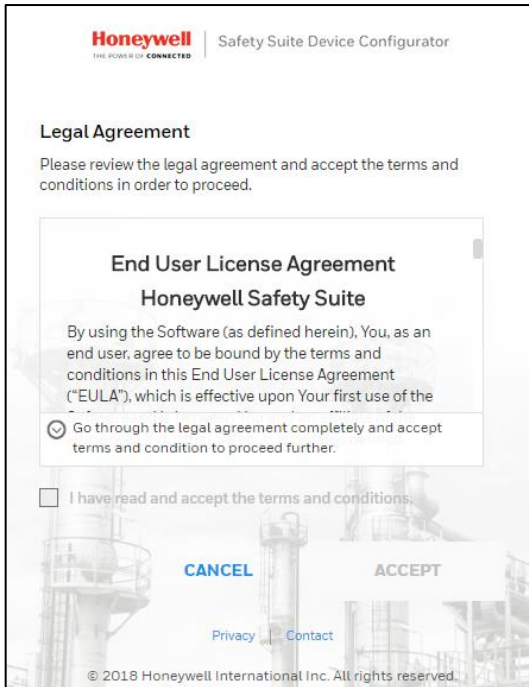 Honeywell
THE POWER OF CONNECTED
Safety Suite Device Configurator
Legal Agreement
Please review the legal agreement and accept the terms and
conditions in order to proceed.
End User License Agreement
Honeywell Safety Suite
By using the Software (as defined herein), You, as an
end user, agree to be bound by the terms and
conditions in this End User License Agreement
(“EULA”), which is effective upon Your first use of the
Go through the legal agreement completely and accept
terms and condition to proceed further.
I have read and accept the terms and conditions.
CANCEL
ACCEPT
Privacy | Contact
© 2018 Honeywell International Inc. All rights reserved.